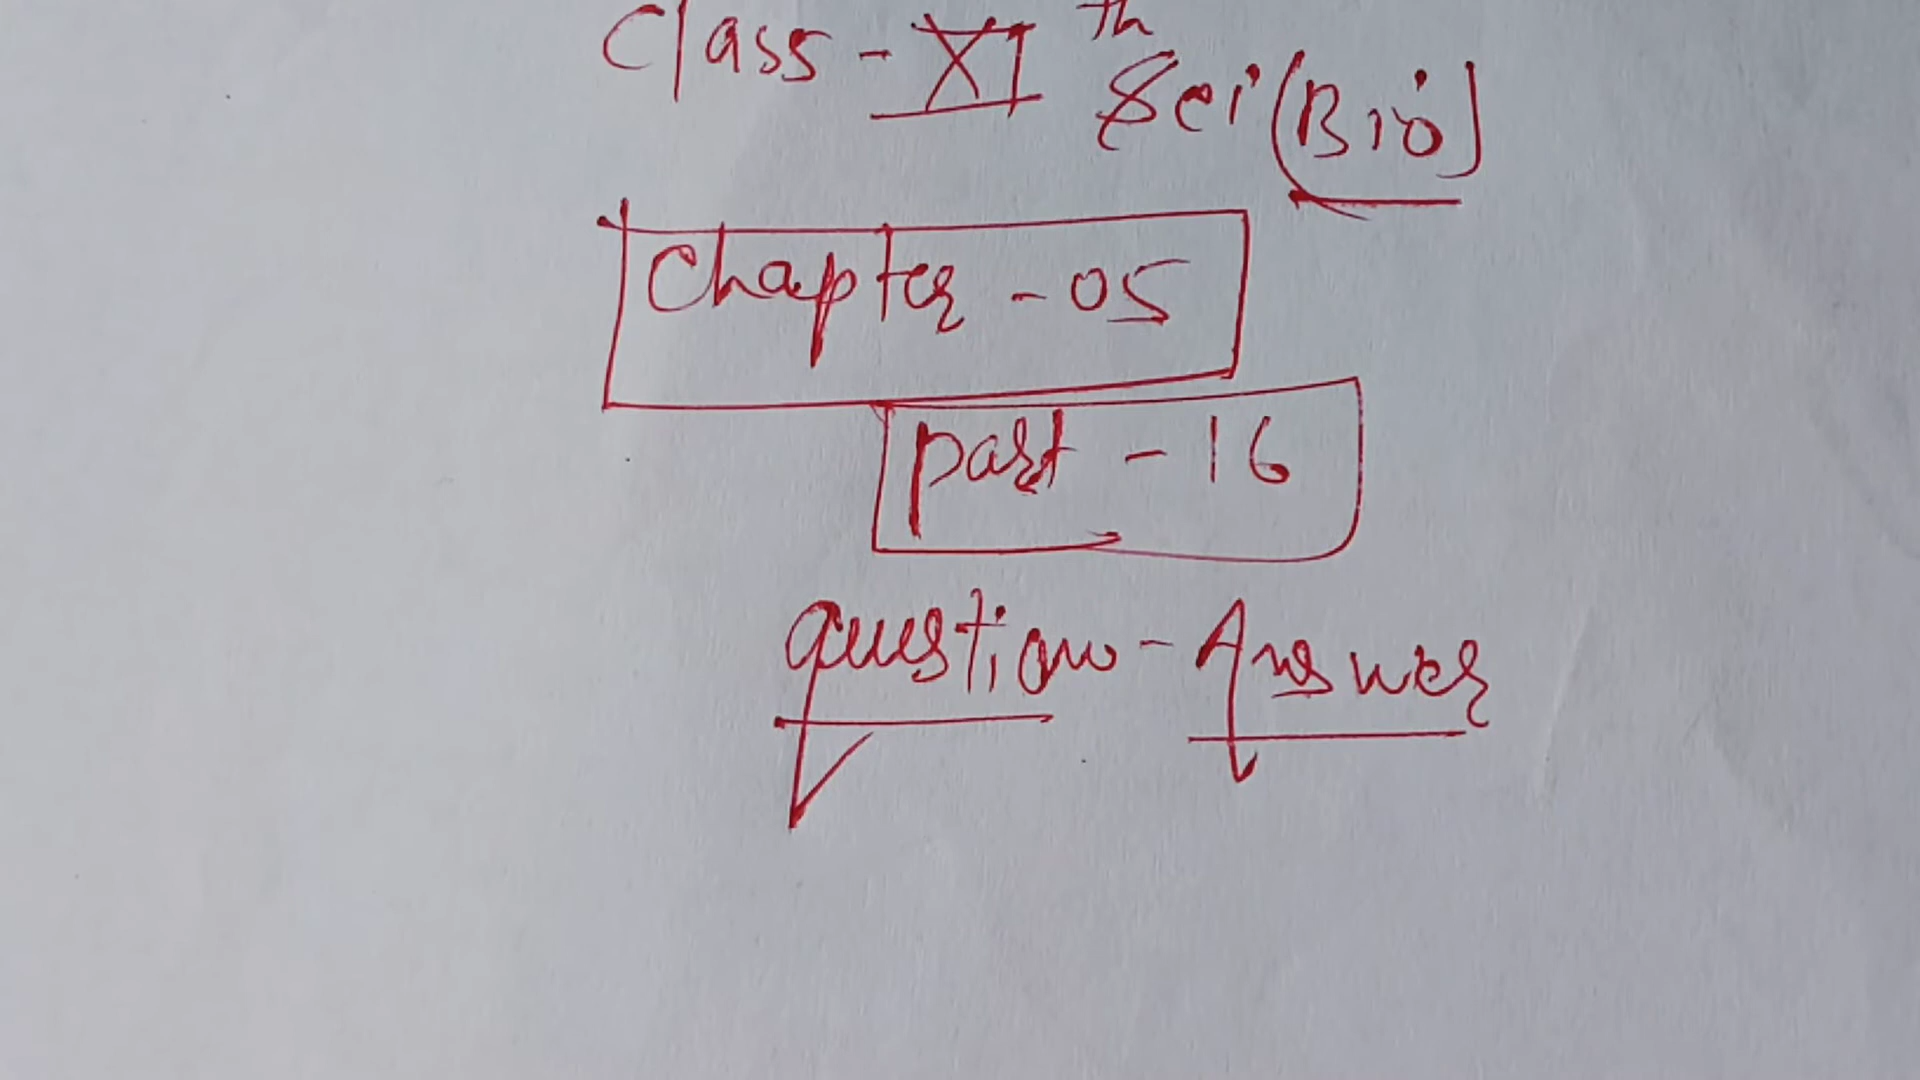 Class - XI th Sci (Bio)
Chapter - 05
part - 16
question - Answer